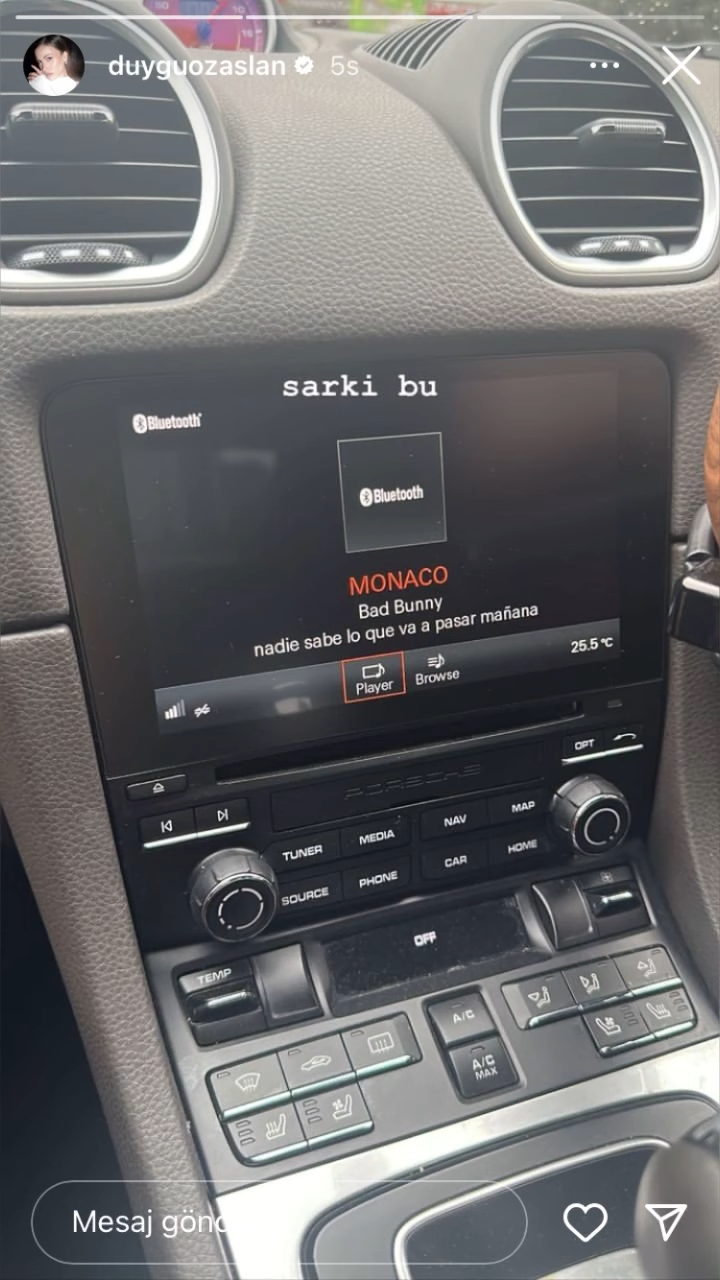 duyguozaslan 5s
sarki bu
Bluetooth
Bluetooth
MONACO
Bad Bunny
nadie sabe lo que va a pasar mañana
25.5 °C
Player
Browse
OPT
PORSCHE
TUNER
MEDIA
NAV
MAP
SOURCE
PHONE
CAR
HOME
OFF
TEMP
A/C
A/C
MAX
Mesaj gönd